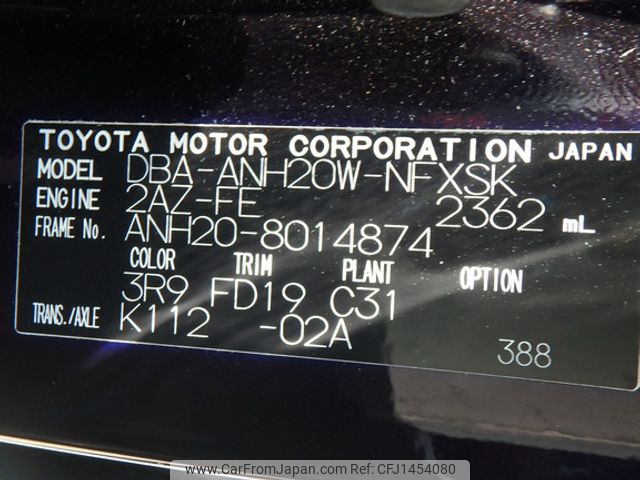 TOYOTA MOTOR CORPORATION JAPAN
MODEL DBA-ANH20W-NFXSK
ENGINE 2AZ-FE 2362 mL
FRAME No. ANH20-8014874
COLOR TRIM PLANT OPTION
3R9 FD19 C31
TRANS./AXLE K112 -02A
388
www.CarFromJapan.com - CFJ1454080